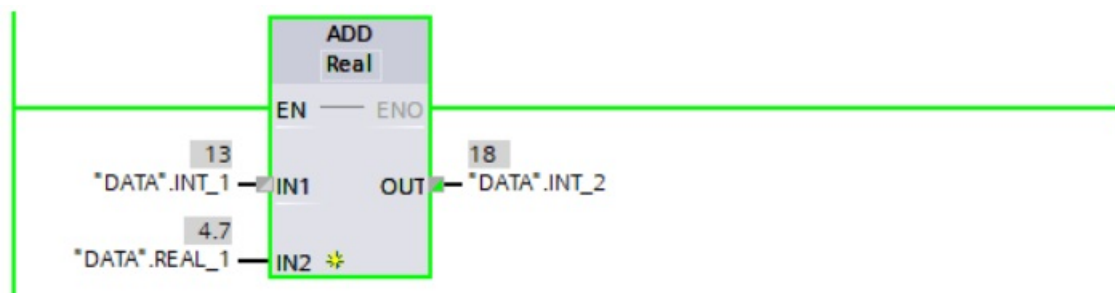 ADD
Real
EN ENO
13 18
"DATA".INT_1 IN1 OUT "DATA".INT_2
4.7
"DATA".REAL_1 IN2